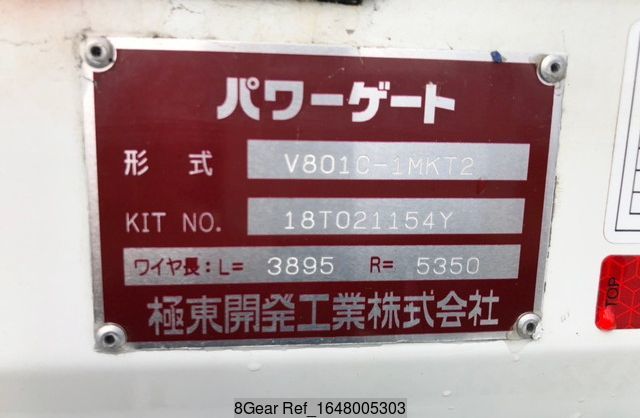 パワーゲート
形式 V801C-1MKT2
KIT NO. 18T021154Y
ワイヤ長:L= 3895 R= 5350
極東開発工業株式会社
TOP
8Gear Ref_1648005303